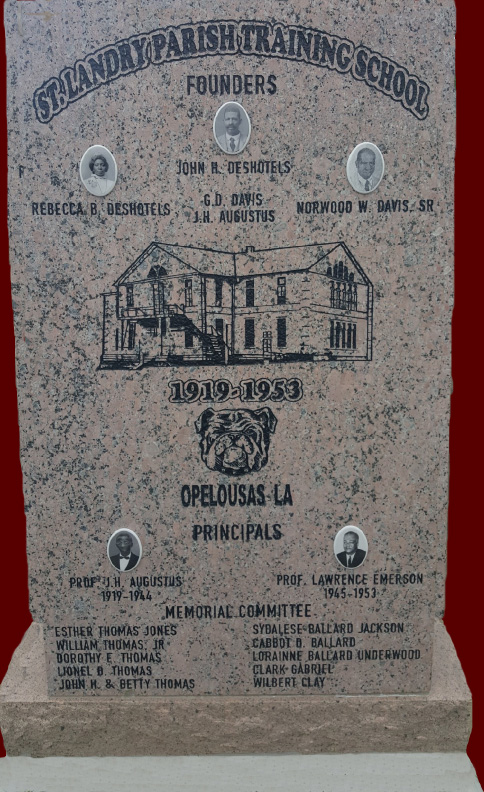 ST. LANDRY PARISH TRAINING SCHOOL
FOUNDERS
JOHN H. DESHOTELS
REBECCA B. DESHOTELS
G.D. DAVIS
J.H. AUGUSTUS
NORWOOD W. DAVIS, SR
1919-1953
OPELOUSAS LA
PRINCIPALS
PROF. J.H. AUGUSTUS
1919-1944
PROF. LAWRENCE EMERSON
1945-1953
MEMORIAL COMMITTEE
ESTHER THOMAS JONES
WILLIAM THOMAS, JR
DOROTHY E. THOMAS
LIONEL D. THOMAS
JOHN M. & BETTY THOMAS
SYBALESE BALLARD JACKSON
CABBOT D. BALLARD
LORAINNE BALLARD UNDERWOOD
CLARK GABRIEL
WILBERT CLAY